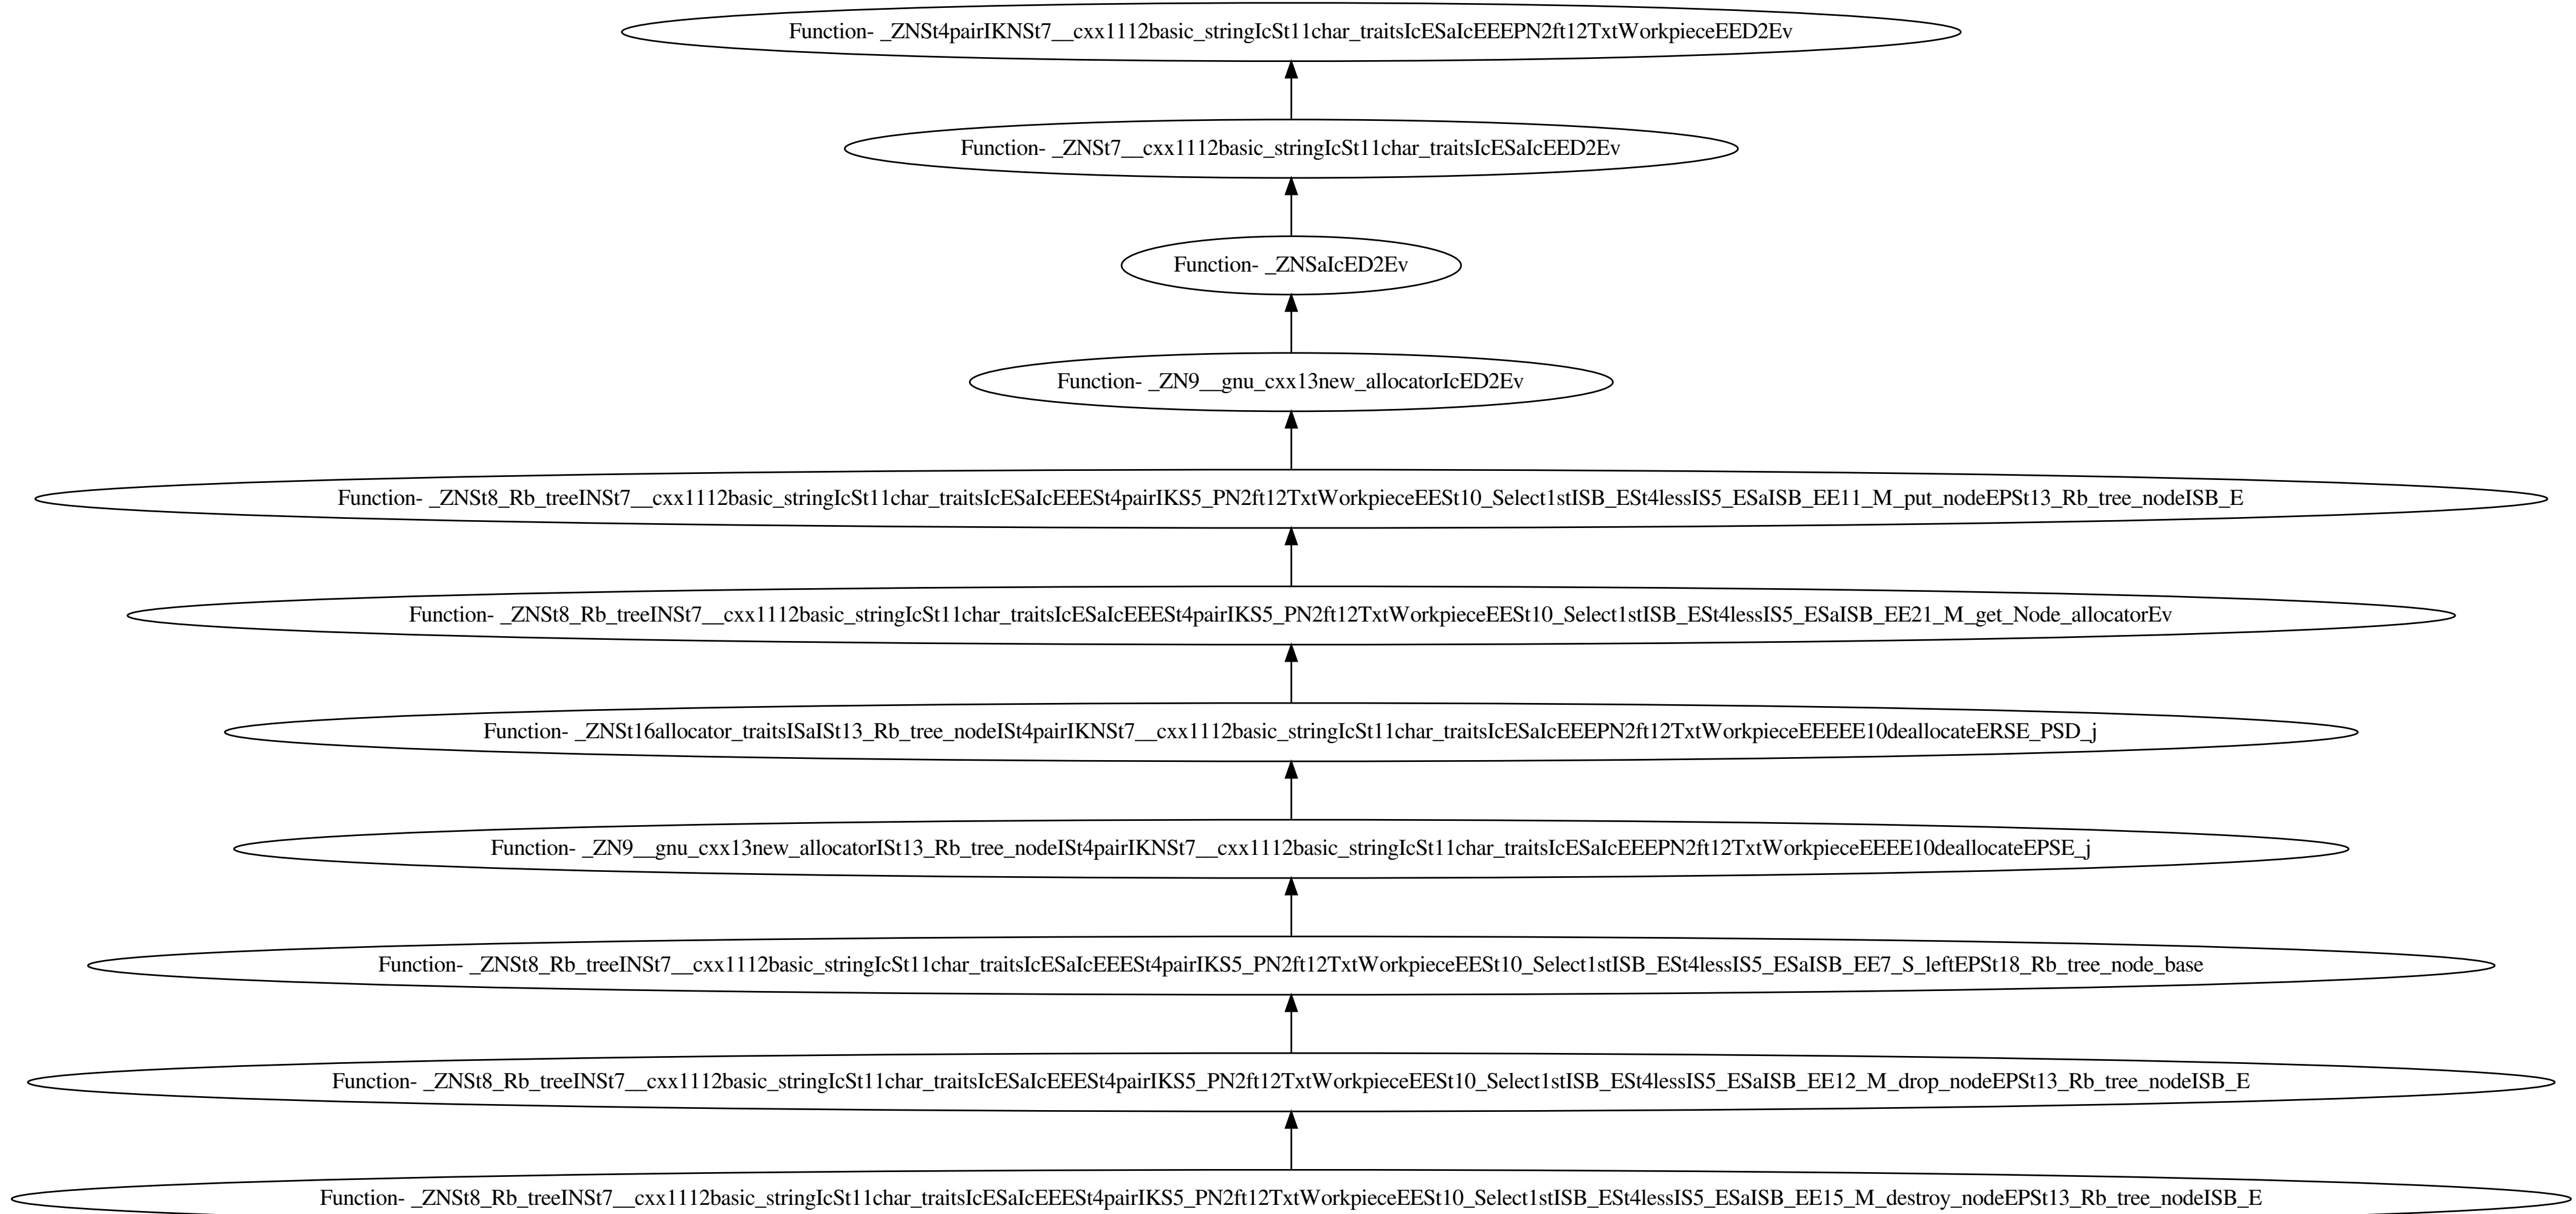 Function- _ZNSt4pairIKNSt7__cxx1112basic_stringIcSt11char_traitsIcESaIcEEEPN2ft12TxtWorkpieceEED2Ev
Function- _ZNSt7__cxx1112basic_stringIcSt11char_traitsIcESaIcEED2Ev
Function- _ZNSaIcED2Ev
Function- _ZN9__gnu_cxx13new_allocatorIcED2Ev
Function- _ZNSt8_Rb_treeINSt7__cxx1112basic_stringIcSt11char_traitsIcESaIcEEESt4pairIKS5_PN2ft12TxtWorkpieceEESt10_Select1stISB_ESt4lessIS5_ESaISB_EE11_M_put_nodeEPSt13_Rb_tree_nodeISB_E
Function- _ZNSt8_Rb_treeINSt7__cxx1112basic_stringIcSt11char_traitsIcESaIcEEESt4pairIKS5_PN2ft12TxtWorkpieceEESt10_Select1stISB_ESt4lessIS5_ESaISB_EE21_M_get_Node_allocatorEv
Function- _ZNSt16allocator_traitsISaISt13_Rb_tree_nodeISt4pairIKNSt7__cxx1112basic_stringIcSt11char_traitsIcESaIcEEEPN2ft12TxtWorkpieceEEEEE10deallocateERSE_PSD_j
Function- _ZN9__gnu_cxx13new_allocatorISt13_Rb_tree_nodeISt4pairIKNSt7__cxx1112basic_stringIcSt11char_traitsIcESaIcEEEPN2ft12TxtWorkpieceEEEE10deallocateEPSE_j
Function- _ZNSt8_Rb_treeINSt7__cxx1112basic_stringIcSt11char_traitsIcESaIcEEESt4pairIKS5_PN2ft12TxtWorkpieceEESt10_Select1stISB_ESt4lessIS5_ESaISB_EE7_S_leftEPSt18_Rb_tree_node_base
Function- _ZNSt8_Rb_treeINSt7__cxx1112basic_stringIcSt11char_traitsIcESaIcEEESt4pairIKS5_PN2ft12TxtWorkpieceEESt10_Select1stISB_ESt4lessIS5_ESaISB_EE12_M_drop_nodeEPSt13_Rb_tree_nodeISB_E
Function- _ZNSt8_Rb_treeINSt7__cxx1112basic_stringIcSt11char_traitsIcESaIcEEESt4pairIKS5_PN2ft12TxtWorkpieceEESt10_Select1stISB_ESt4lessIS5_ESaISB_EE15_M_destroy_nodeEPSt13_Rb_tree_nodeISB_E